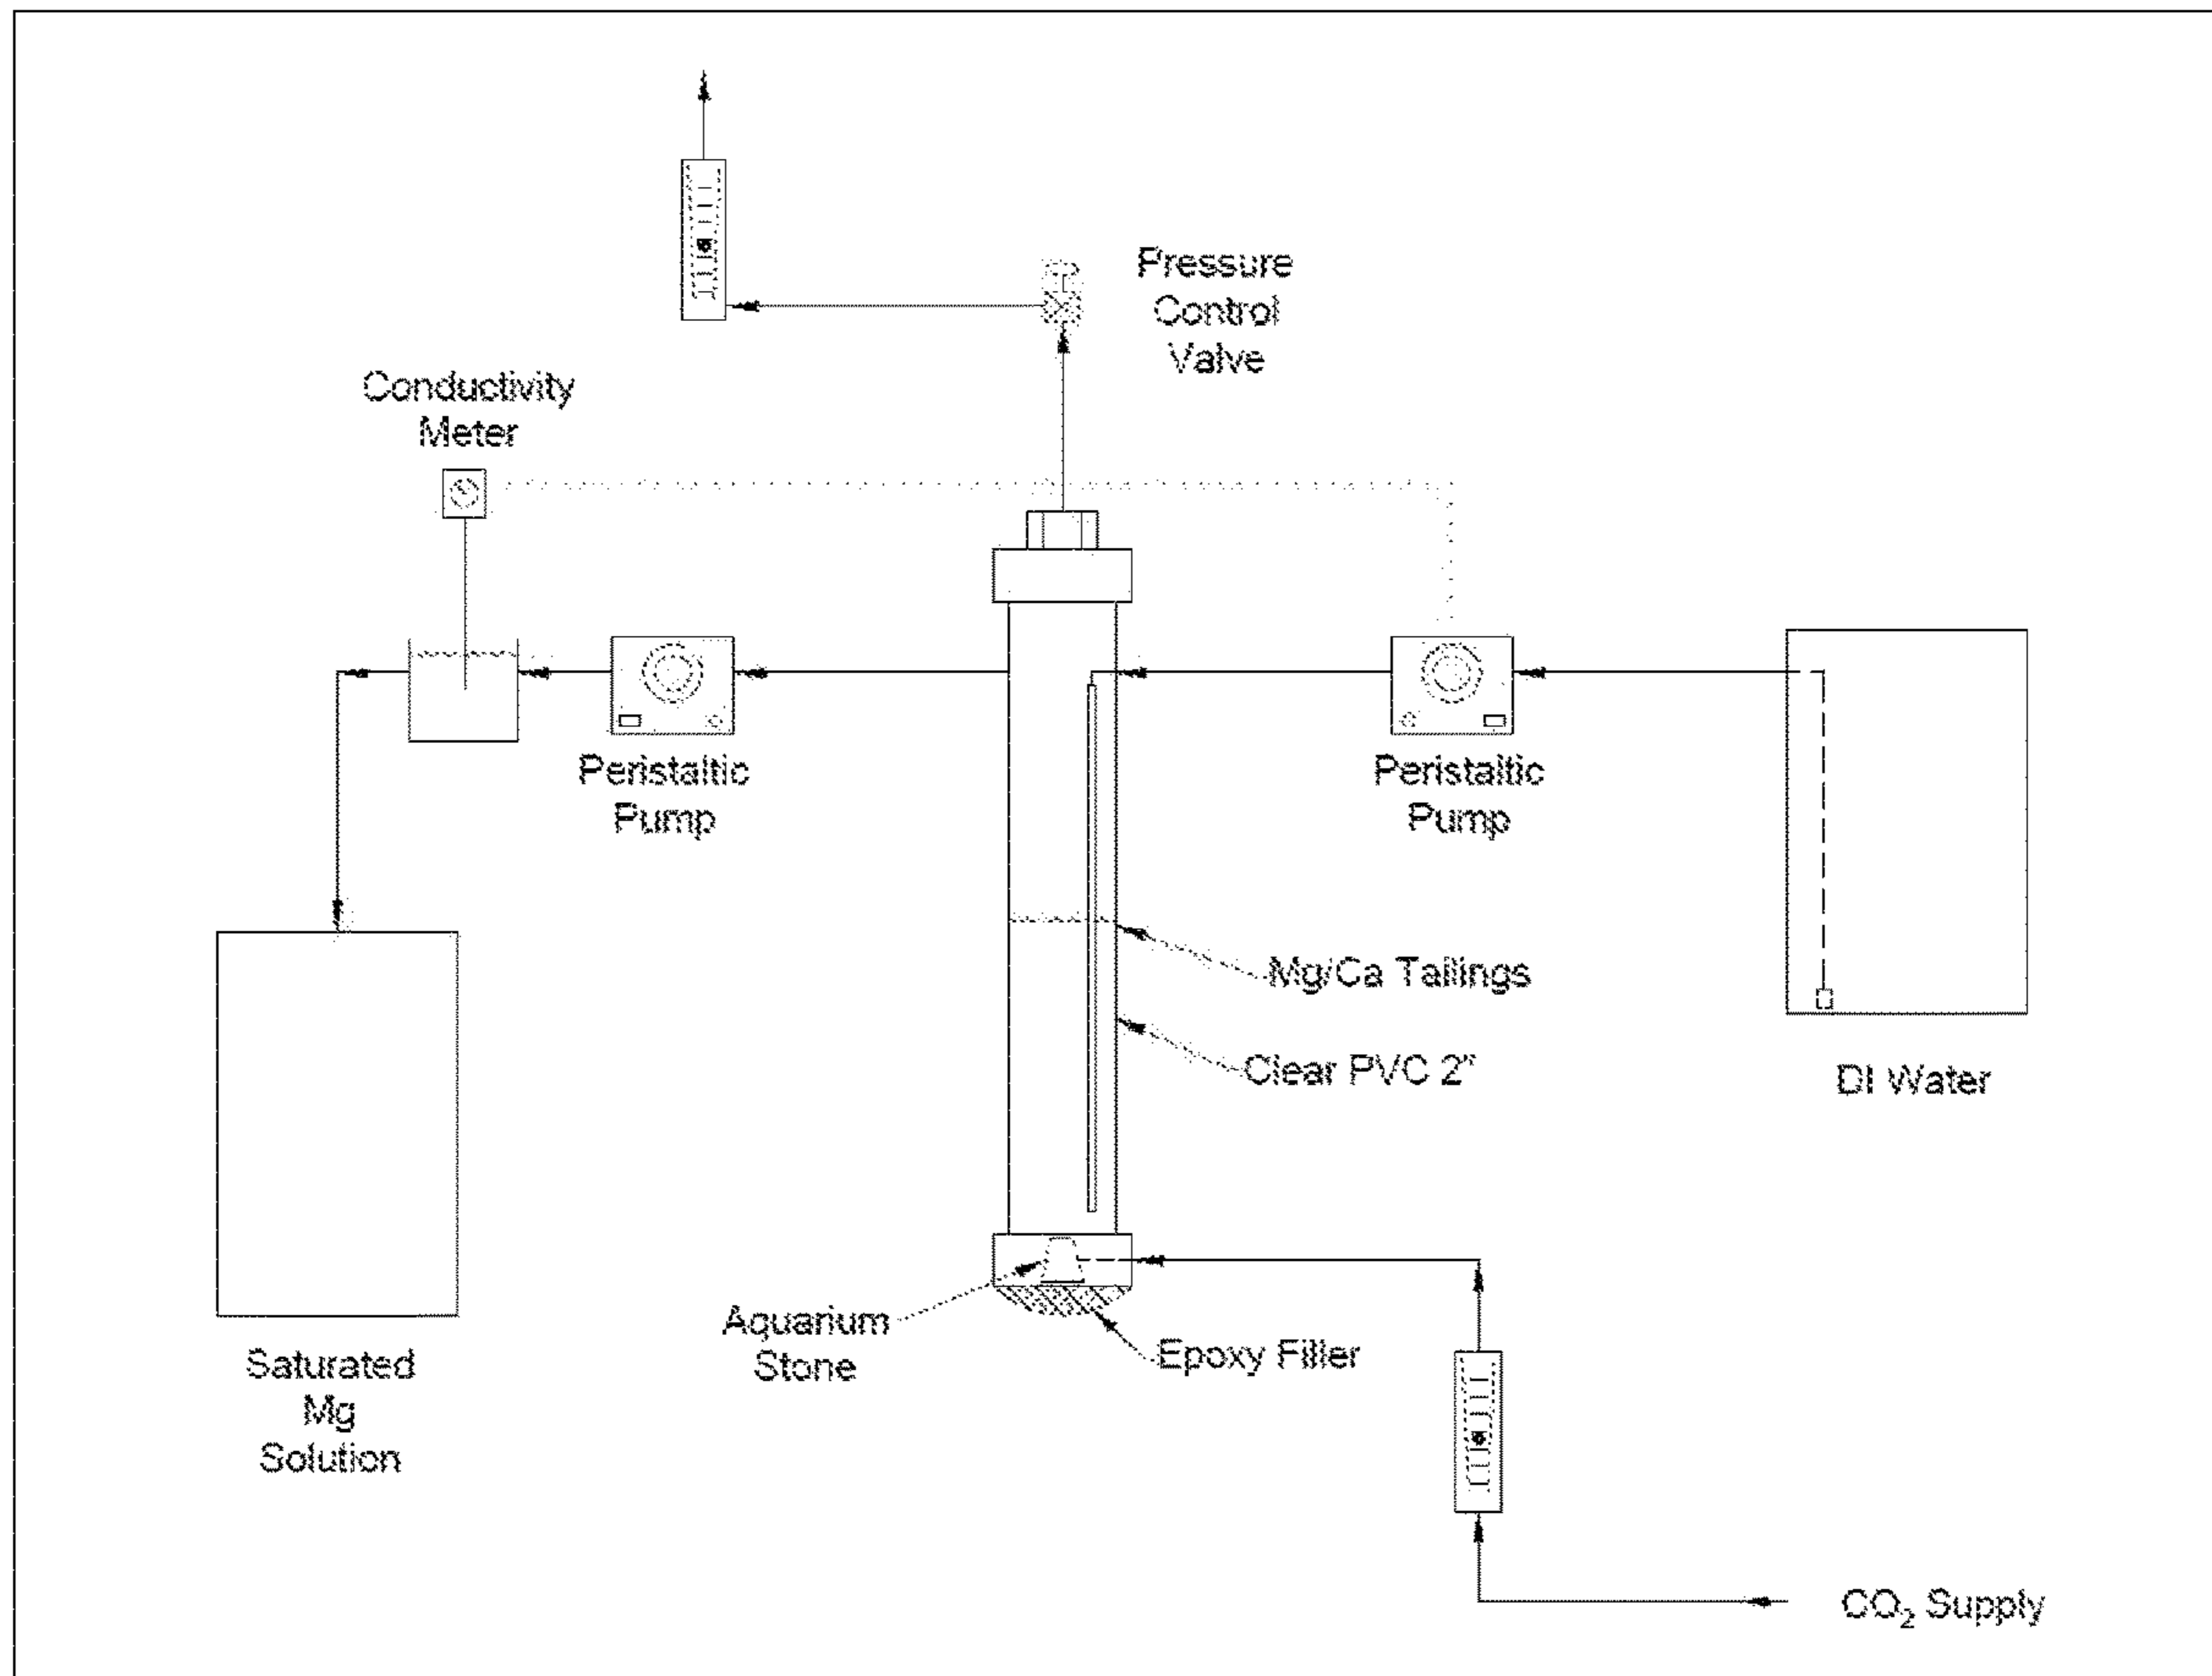 Pressure
Control
Valve
Conductivity
Meter
Peristaltic
Pump
Peristaltic
Pump
Mg/Ca Tailings
Clear PVC 2"
DI Water
Aquarium
Stone
Epoxy Filler
Saturated
Mg
Solution
CO₂ Supply